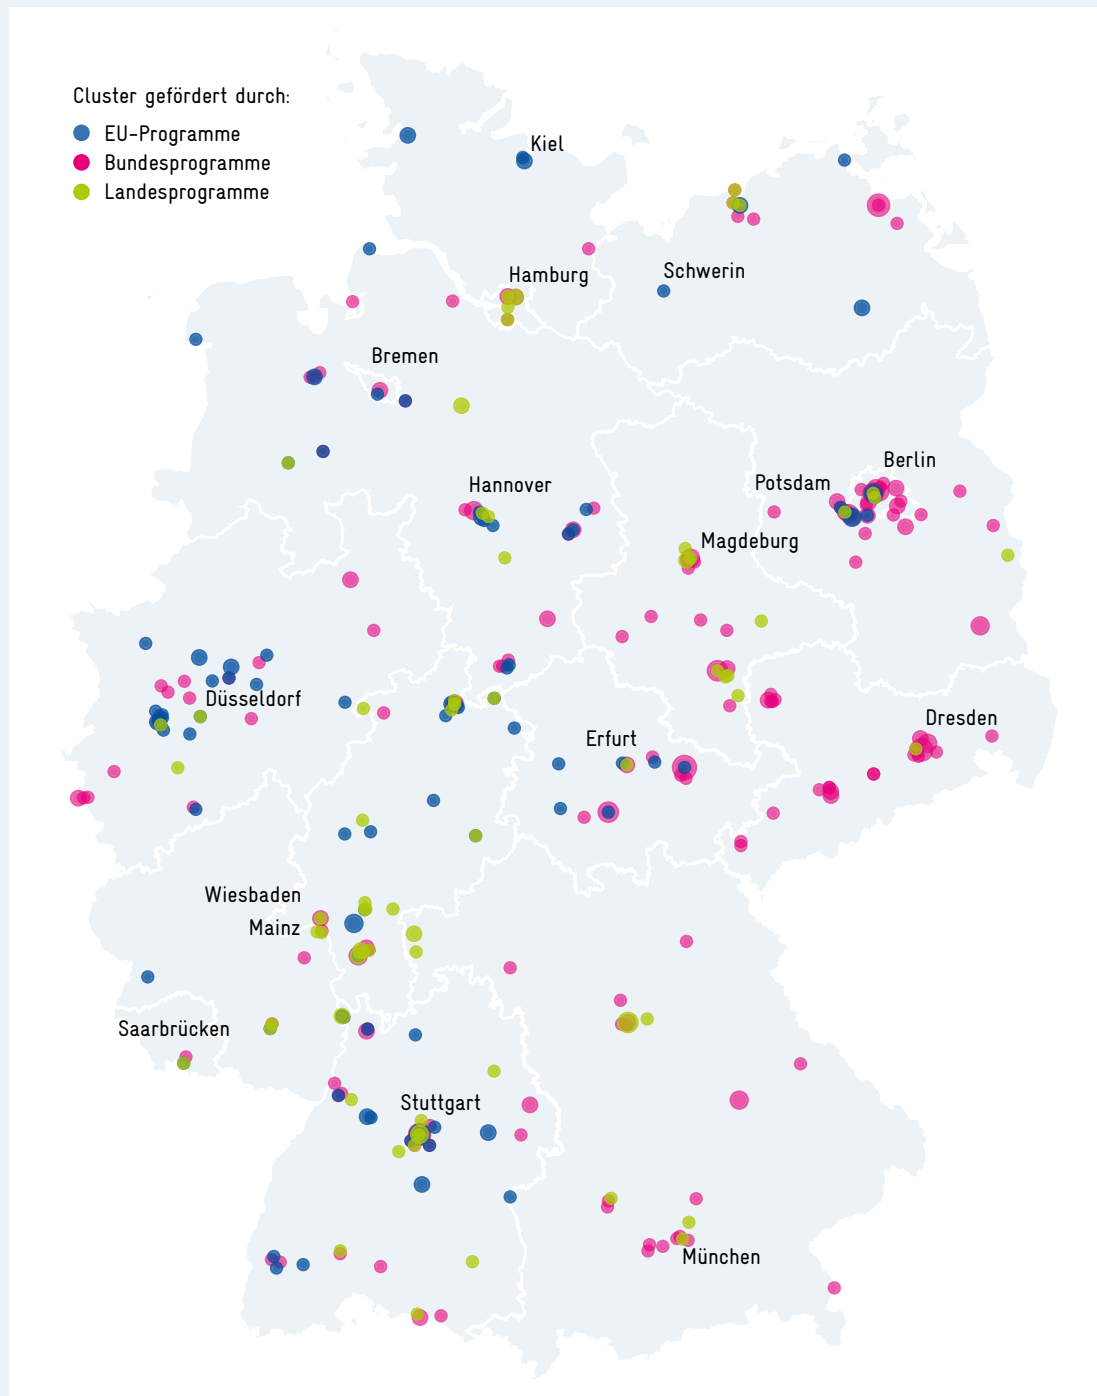 Cluster gefördert durch:
EU-Programme
Bundesprogramme
Landesprogramme
Kiel
Hamburg
Schwerin
Bremen
Berlin
Potsdam
Hannover
Magdeburg
Düsseldorf
Dresden
Erfurt
Wiesbaden
Mainz
Saarbrücken
Stuttgart
München